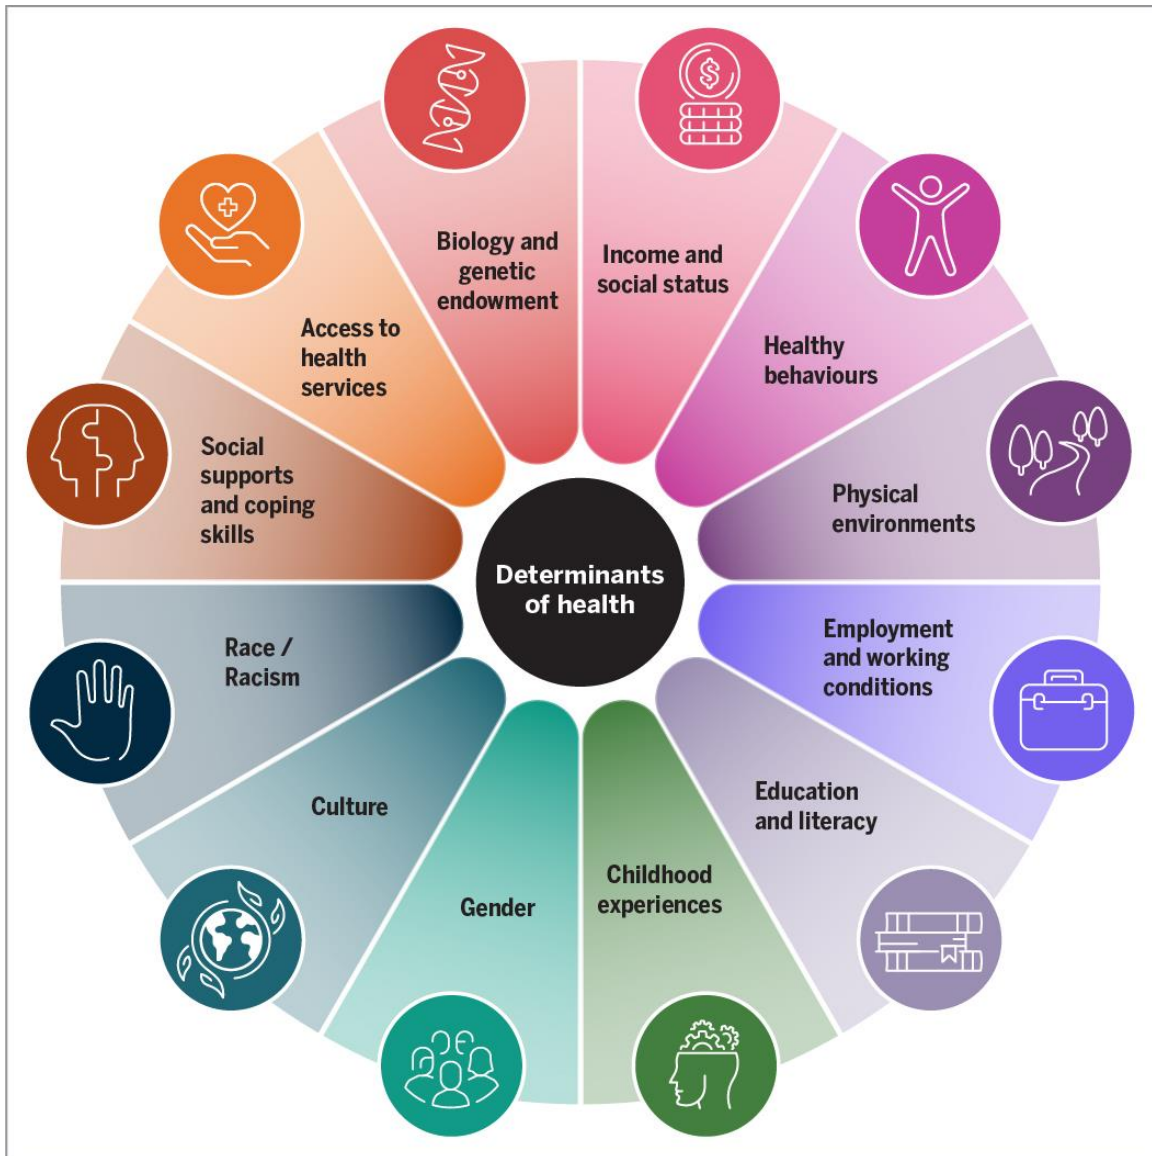 Determinants
of health
Income and
social status
Healthy
behaviours
Physical
environments
Employment
and working
conditions
Education
and literacy
Childhood
experiences
Gender
Culture
Race /
Racism
Social
supports
and coping
skills
Access to
health
services
Biology and
genetic
endowment
$